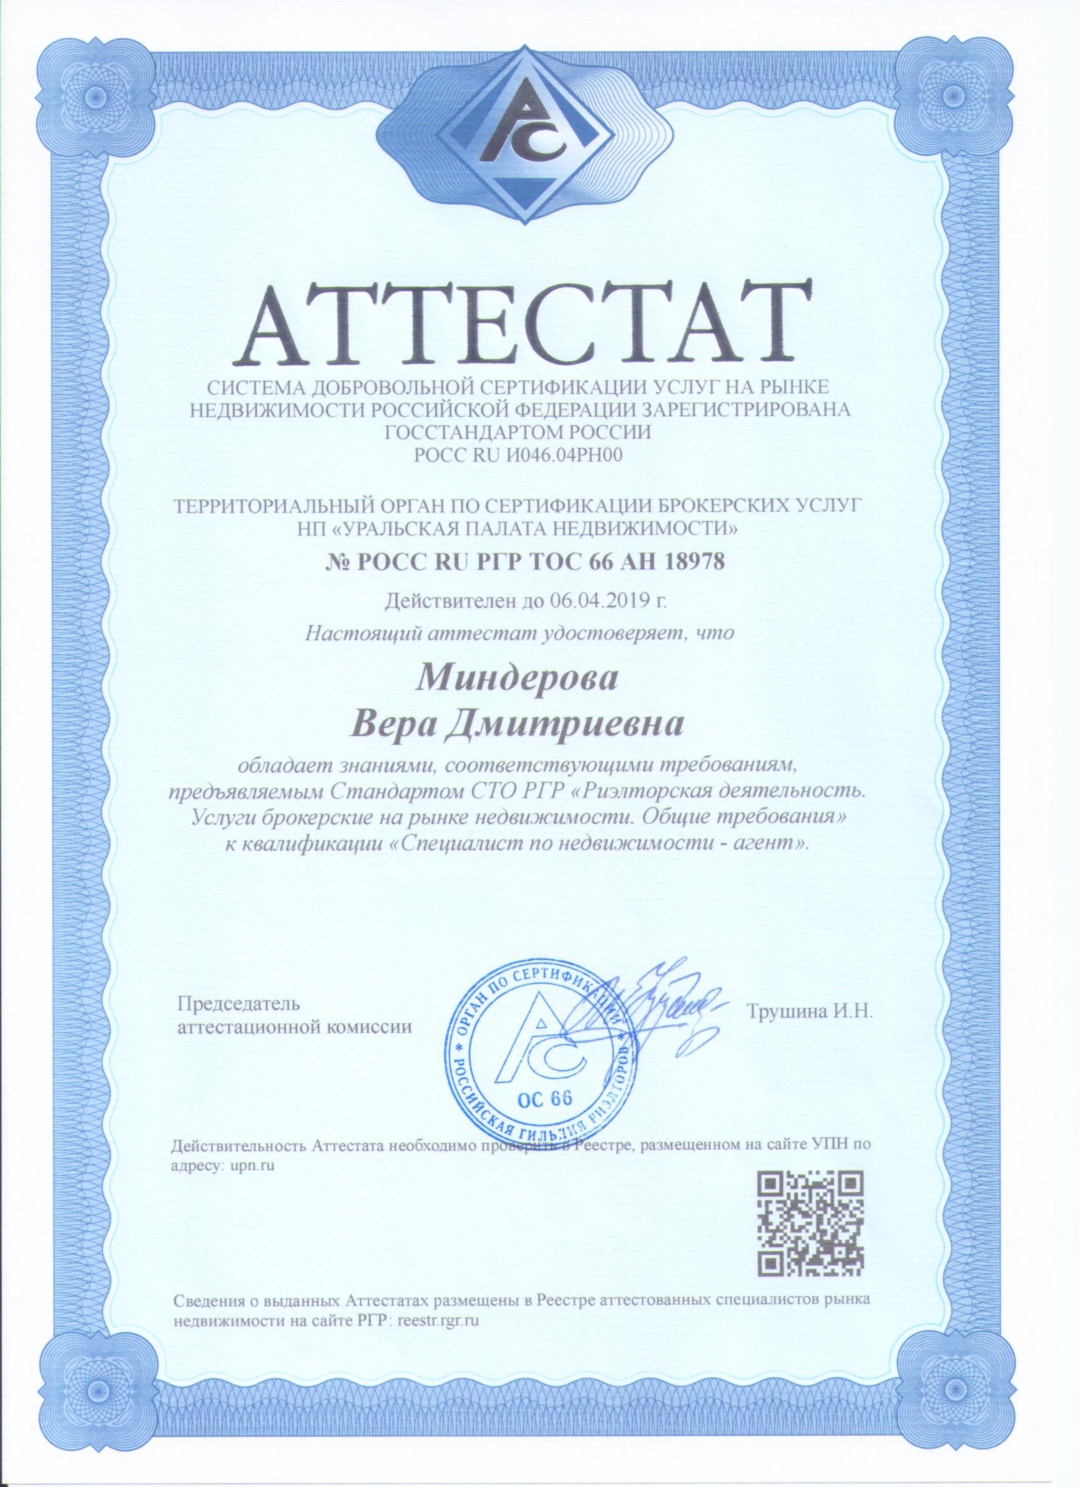 АС
АТТЕСТАТ
СИСТЕМА ДОБРОВОЛЬНОЙ СЕРТИФИКАЦИИ УСЛУГ НА РЫНКЕ
НЕДВИЖИМОСТИ РОССИЙСКОЙ ФЕДЕРАЦИИ ЗАРЕГИСТРИРОВАНА
ГОССТАНДАРТОМ РОССИИ
РОСС RU И046.04РН00
ТЕРРИТОРИАЛЬНЫЙ ОРГАН ПО СЕРТИФИКАЦИИ БРОКЕРСКИХ УСЛУГ
НП «УРАЛЬСКАЯ ПАЛАТА НЕДВИЖИМОСТИ»
№ РОСС RU РГР ТОС 66 АН 18978
Действителен до 06.04.2019 г.
Настоящий аттестат удостоверяет, что
Миндерова
Вера Дмитриевна
обладает знаниями, соответствующими требованиям,
предъявляемым Стандартом СТО РГР «Риэлторская деятельность.
Услуги брокерские на рынке недвижимости. Общие требования»
к квалификации «Специалист по недвижимости - агент».
Председатель
аттестационной комиссии
ОРГАН ПО СЕРТИФИКАЦИИ
АС
ОС 66
РОССИЙСКАЯ ГИЛЬДИЯ РИЭЛТОРОВ
Трушина И.Н.
Действительность Аттестата необходимо проверить в Реестре, размещенном на сайте УПН по
адресу: upn.ru
Сведения о выданных Аттестатах размещены в Реестре аттестованных специалистов рынка
недвижимости на сайте РГР: reestr.rgr.ru